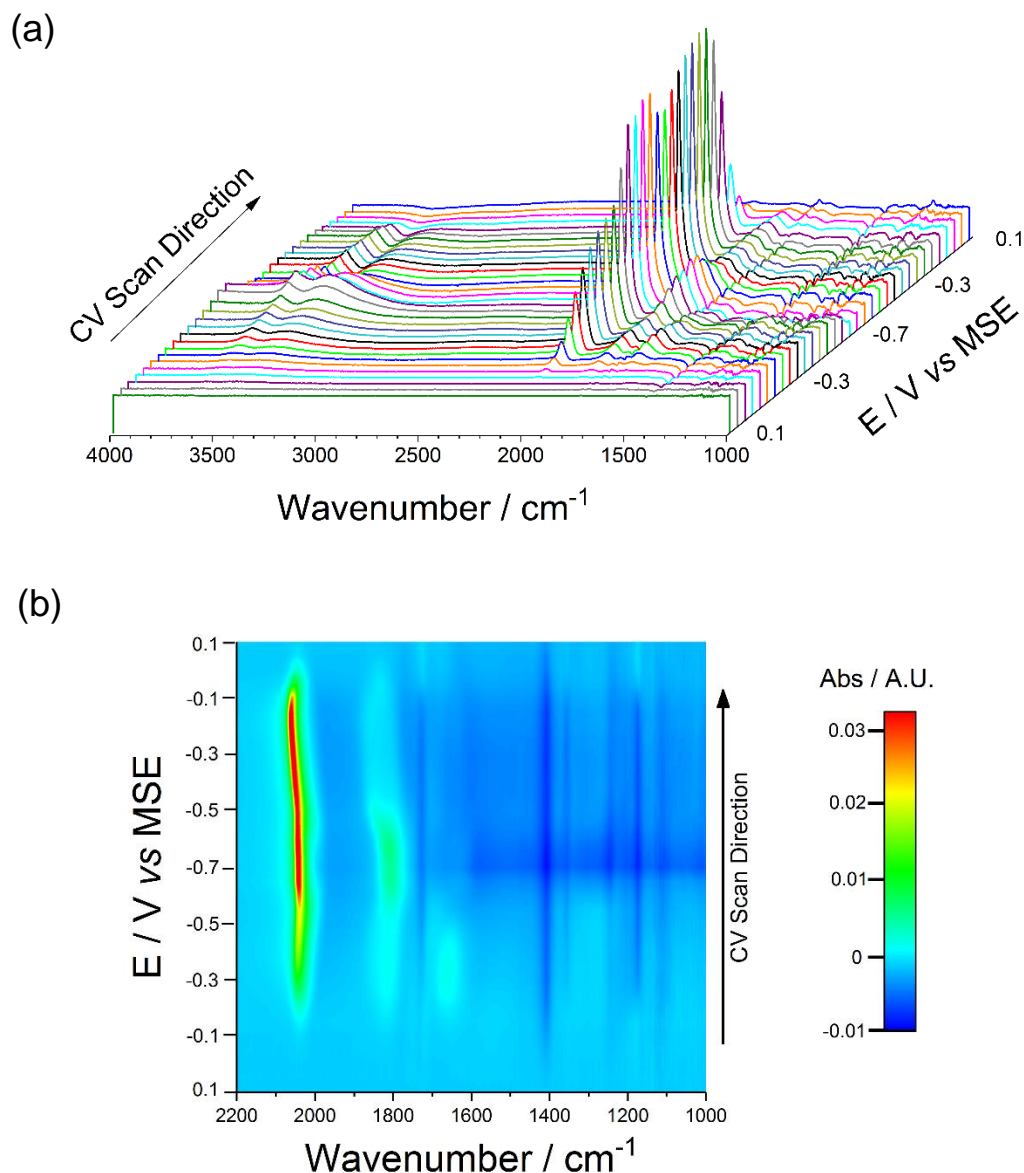 (a)
CV Scan Direction
0.1
-0.3
-0.7
-0.3
0.1
E / V vs MSE
4000 3500 3000 2500 2000 1500 1000
Wavenumber / cm⁻¹
(b)
0.1
-0.1
-0.3
-0.5
-0.7
-0.5
-0.3
-0.1
0.1
E / V vs MSE
2200 2000 1800 1600 1400 1200 1000
Wavenumber / cm⁻¹
CV Scan Direction
Abs / A.U.
0.03
0.02
0.01
0
-0.01